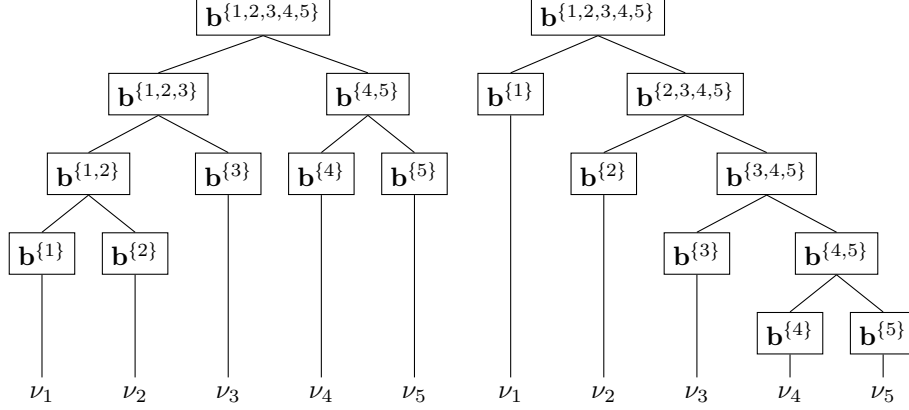 b^{1,2,3,4,5} b^{1,2,3,4,5}
b^{1,2,3} b^{4,5} b^{1} b^{2,3,4,5}
b^{1,2} b^{3} b^{4} b^{5} b^{2} b^{3,4,5}
b^{1} b^{2} b^{3} b^{4,5}
b^{4} b^{5}
ν₁ ν₂ ν₃ ν₄ ν₅ ν₁ ν₂ ν₃ ν₄ ν₅